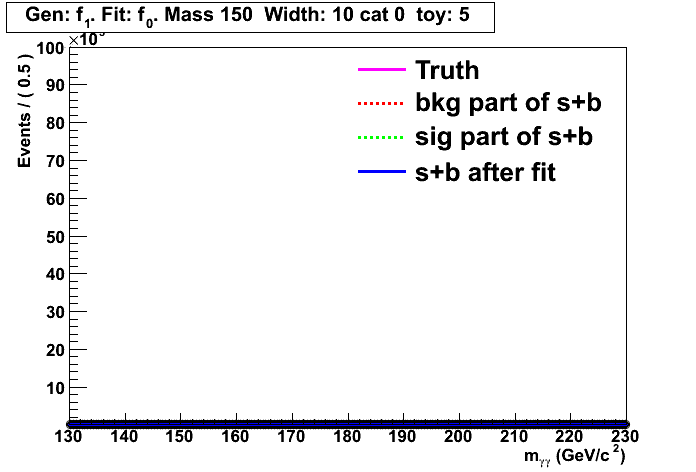 Gen: f₁. Fit: f₀. Mass 150 Width: 10 cat 0 toy: 5
100
90
80
70
60
50
40
30
20
10
Events / ( 0.5 )
Truth
bkg part of s+b
sig part of s+b
s+b after fit
130 140 150 160 170 180 190 200 210 220 230
mγγ (GeV/c²)